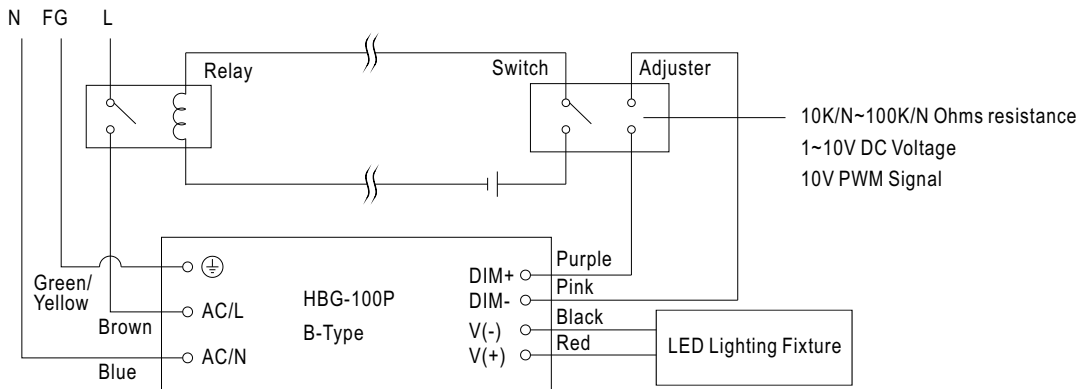 N FG L
Relay
Switch
Adjuster
10K/N~100K/N Ohms resistance
1~10V DC Voltage
10V PWM Signal
Green/
Yellow
Brown
Blue
AC/L
AC/N
HBG-100P
B-Type
DIM+
DIM-
V(-)
V(+)
Purple
Pink
Black
Red
LED Lighting Fixture